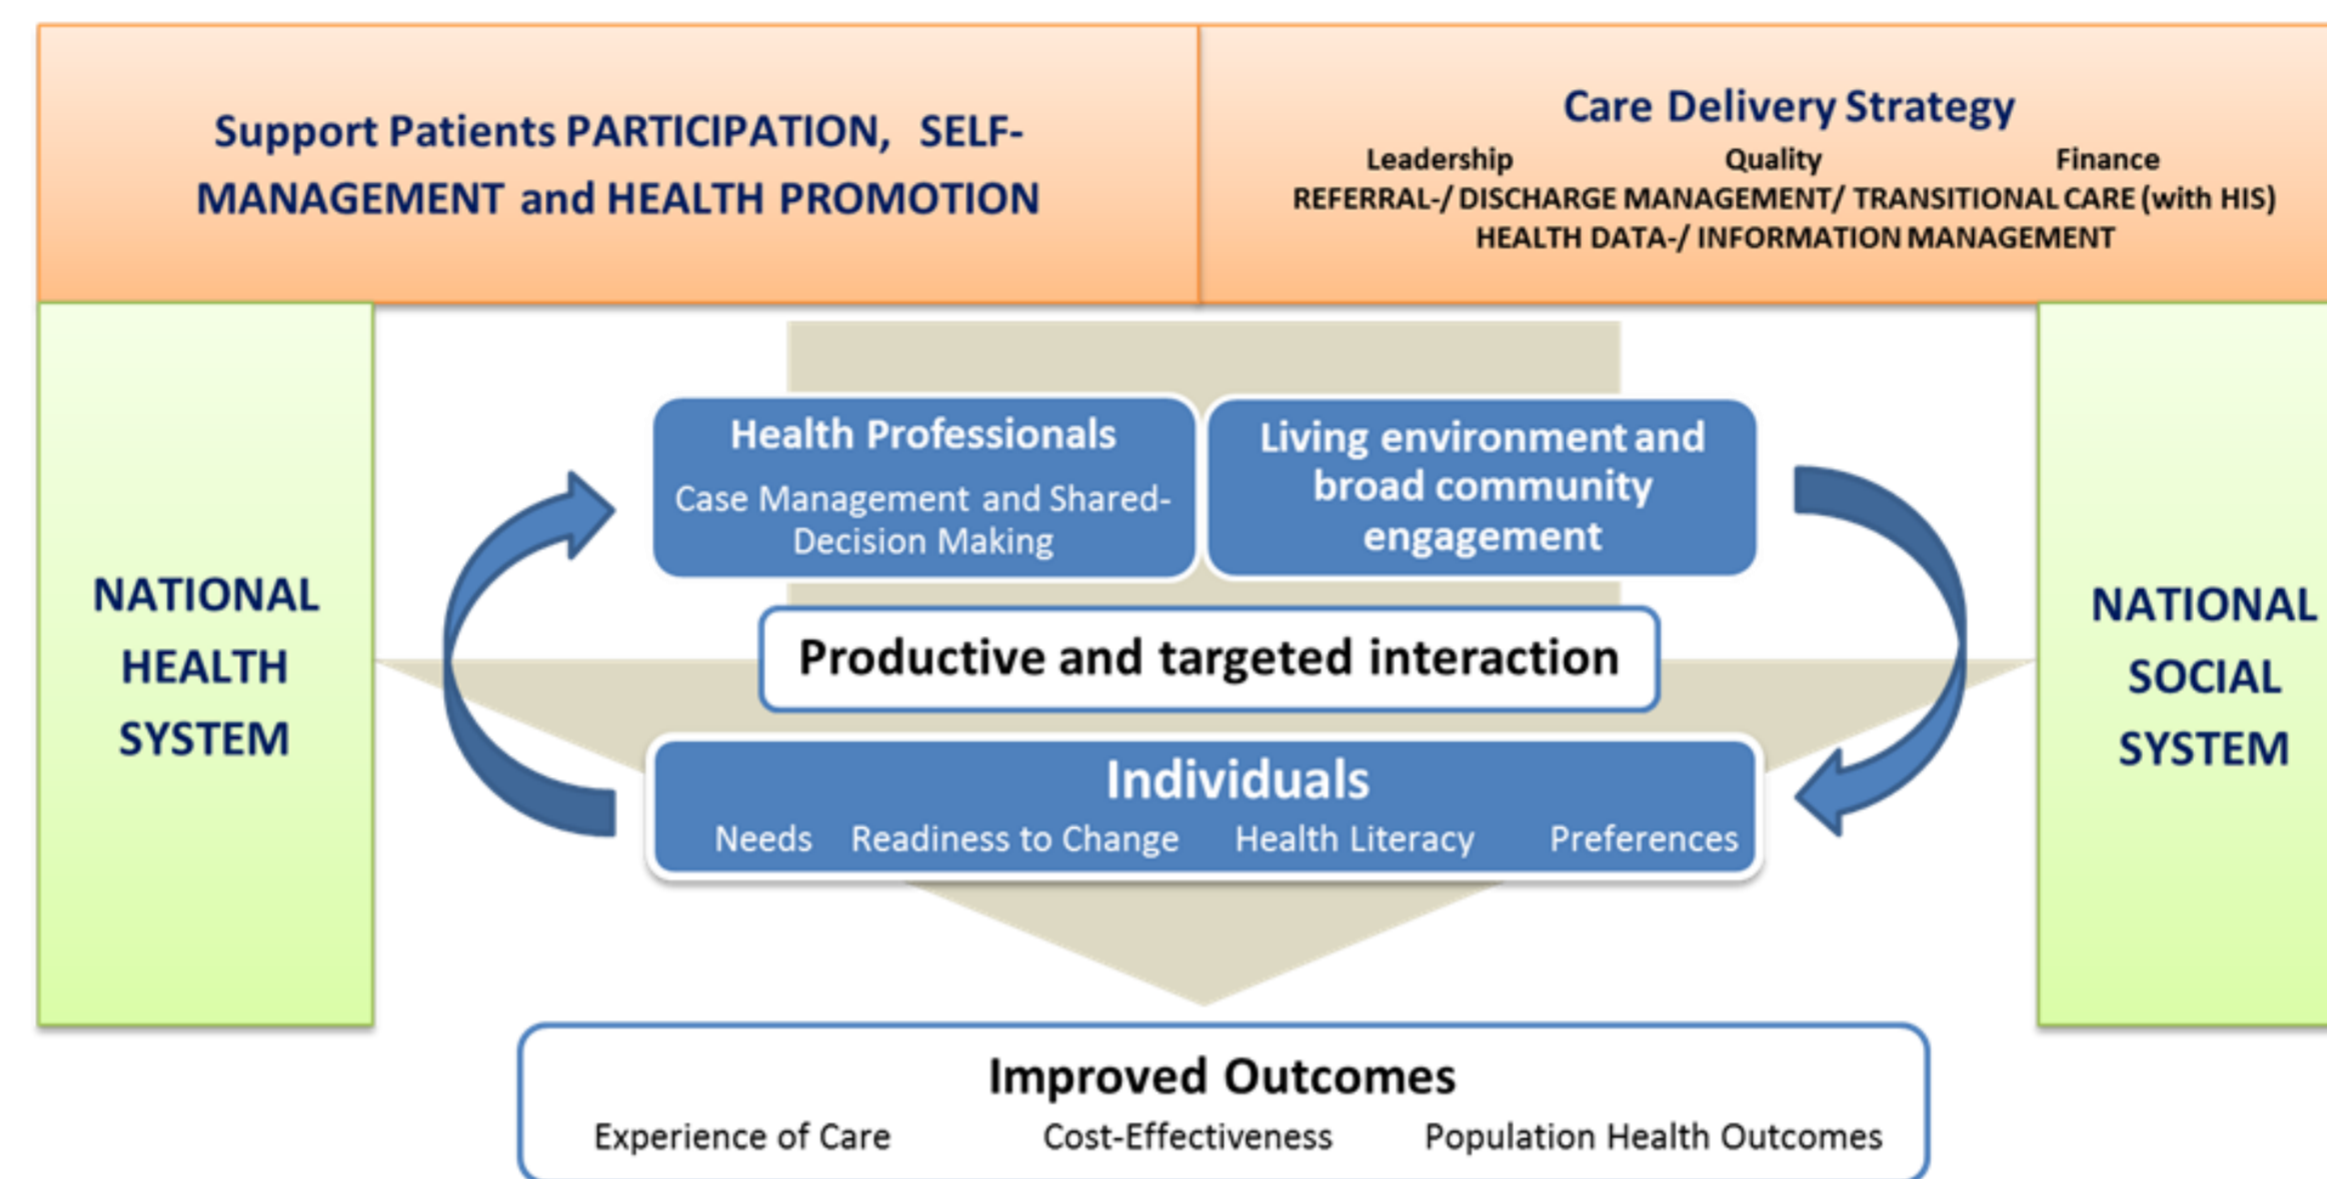 Support Patients PARTICIPATION, SELF-
MANAGEMENT and HEALTH PROMOTION
Care Delivery Strategy
Leadership Quality Finance
REFERRAL-/ DISCHARGE MANAGEMENT/ TRANSITIONAL CARE (with HIS)
HEALTH DATA-/ INFORMATION MANAGEMENT
NATIONAL
HEALTH
SYSTEM
Health Professionals
Case Management and Shared-
Decision Making
Living environment and
broad community
engagement
Productive and targeted interaction
Individuals
Needs Readiness to Change Health Literacy Preferences
NATIONAL
SOCIAL
SYSTEM
Improved Outcomes
Experience of Care Cost-Effectiveness Population Health Outcomes